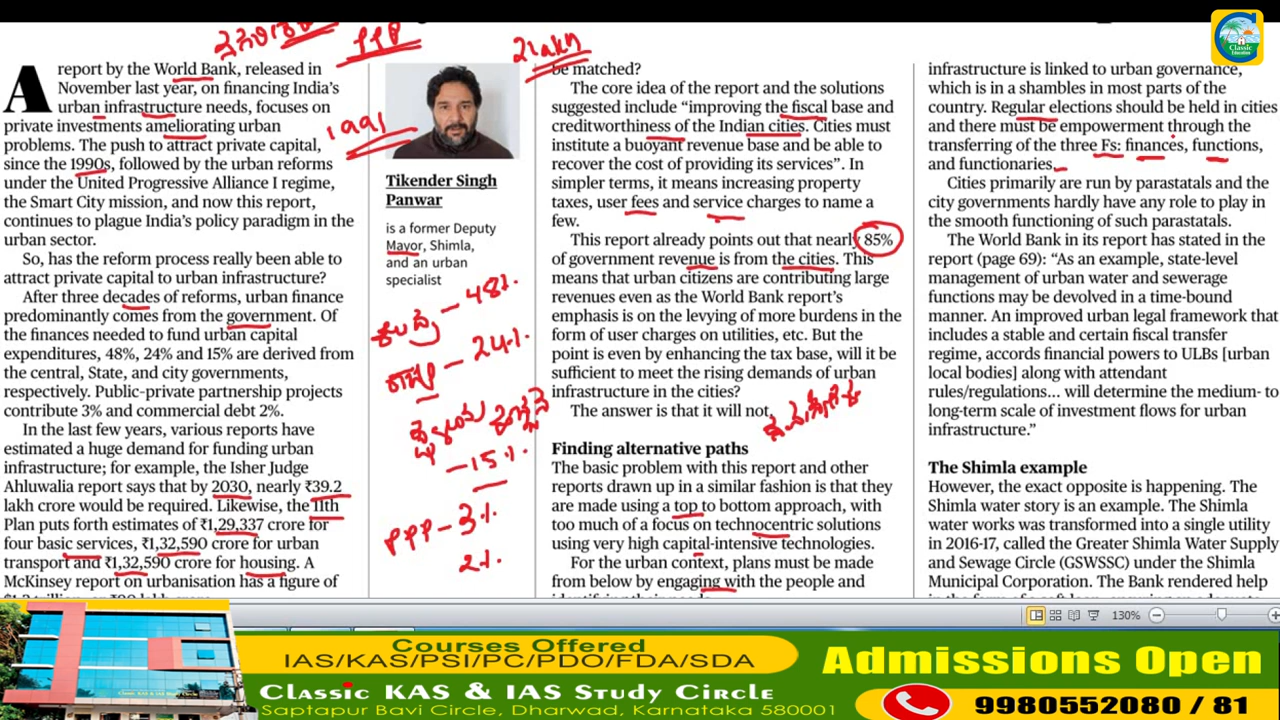 PPP
1991
A report by the World Bank, released in
November last year, on financing India's
urban infrastructure needs, focuses on
private investments ameliorating urban
problems. The push to attract private capital,
since the 1990s, followed by the urban reforms
under the United Progressive Alliance I regime,
the Smart City mission, and now this report,
continues to plague India's policy paradigm in the
urban sector.
So, has the reform process really been able to
attract private capital to urban infrastructure?
After three decades of reforms, urban finance
predominantly comes from the government. Of
the finances needed to fund urban capital
expenditures, 48%, 24% and 15% are derived from
the central, State, and city governments,
respectively. Public-private partnership projects
contribute 3% and commercial debt 2%.
In the last few years, various reports have
estimated a huge demand for funding urban
infrastructure; for example, the Isher Judge
Ahluwalia report says that by 2030, nearly ₹39.2
lakh crore would be required. Likewise, the 11th
Plan puts forth estimates of ₹1,29,337 crore for
four basic services, ₹1,32,590 crore for urban
transport and ₹1,32,590 crore for housing. A
McKinsey report on urbanisation has a figure of
Tikender Singh
Panwar
is a former Deputy
Mayor, Shimla,
and an urban
specialist
– 48%.
– 24%.
– 15%.
PPP – 3%
2%.
be matched?
The core idea of the report and the solutions
suggested include “improving the fiscal base and
creditworthiness of the Indian cities. Cities must
institute a buoyant revenue base and be able to
recover the cost of providing its services”. In
simpler terms, it means increasing property
taxes, user fees and service charges to name a
few.
This report already points out that nearly 85%
of government revenue is from the cities. This
means that urban citizens are contributing large
revenues even as the World Bank report's
emphasis is on the levying of more burdens in the
form of user charges on utilities, etc. But the
point is even by enhancing the tax base, will it be
sufficient to meet the rising demands of urban
infrastructure in the cities?
The answer is that it will not.
Finding alternative paths
The basic problem with this report and other
reports drawn up in a similar fashion is that they
are made using a top to bottom approach, with
too much of a focus on technocentric solutions
using very high capital-intensive technologies.
For the urban context, plans must be made
from below by engaging with the people and
infrastructure is linked to urban governance,
which is in a shambles in most parts of the
country. Regular elections should be held in cities
and there must be empowerment through the
transferring of the three Fs: finances, functions,
and functionaries.
Cities primarily are run by parastatals and the
city governments hardly have any role to play in
the smooth functioning of such parastatals.
The World Bank in its report has stated in the
report (page 69): “As an example, state-level
management of urban water and sewerage
functions may be devolved in a time-bound
manner. An improved urban legal framework that
includes a stable and certain fiscal transfer
regime, accords financial powers to ULBs [urban
local bodies] along with attendant
rules/regulations... will determine the medium- to
long-term scale of investment flows for urban
infrastructure.”
The Shimla example
However, the exact opposite is happening. The
Shimla water story is an example. The Shimla
water works was transformed into a single utility
in 2016-17, called the Greater Shimla Water Supply
and Sewage Circle (GSWSSC) under the Shimla
Municipal Corporation. The Bank rendered help
Classic
Education
130%
Courses Offered
IAS/KAS/PSI/PC/PDO/FDA/SDA
Classic KAS & IAS Study Circle
Saptapur Bavi Circle, Dharwad, Karnataka 580001
Admissions Open
9980552080 / 81